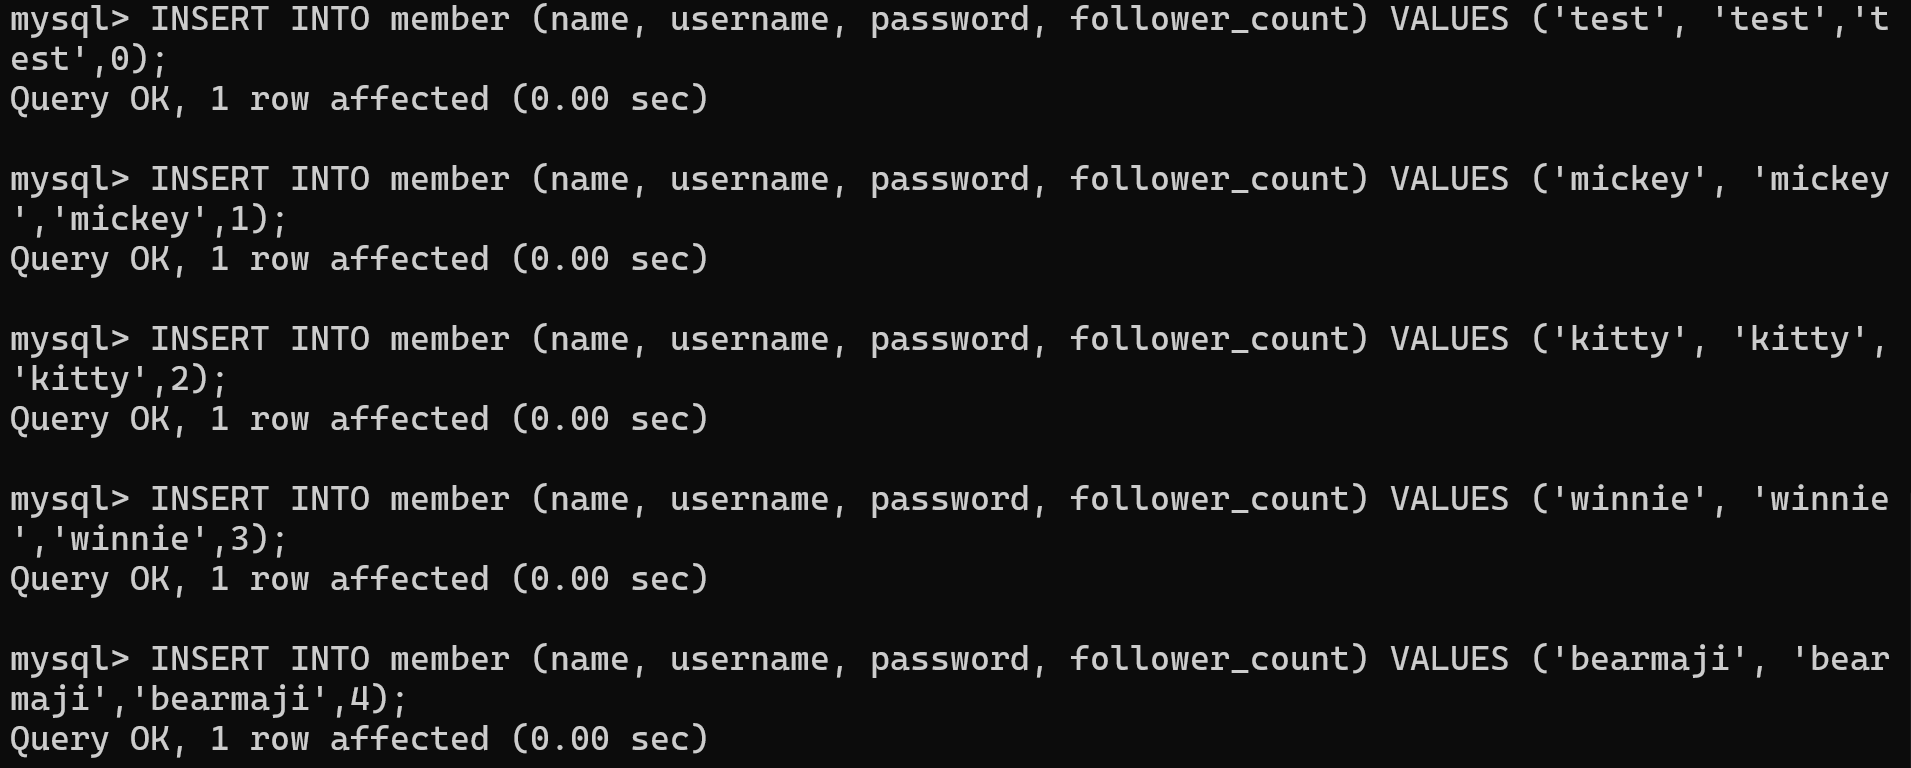 mysql> INSERT INTO member (name, username, password, follower_count) VALUES ('test', 'test','t
est',0);
Query OK, 1 row affected (0.00 sec)
mysql> INSERT INTO member (name, username, password, follower_count) VALUES ('mickey', 'mickey
','mickey',1);
Query OK, 1 row affected (0.00 sec)
mysql> INSERT INTO member (name, username, password, follower_count) VALUES ('kitty', 'kitty',
'kitty',2);
Query OK, 1 row affected (0.00 sec)
mysql> INSERT INTO member (name, username, password, follower_count) VALUES ('winnie', 'winnie
','winnie',3);
Query OK, 1 row affected (0.00 sec)
mysql> INSERT INTO member (name, username, password, follower_count) VALUES ('bearmaji', 'bear
maji','bearmaji',4);
Query OK, 1 row affected (0.00 sec)